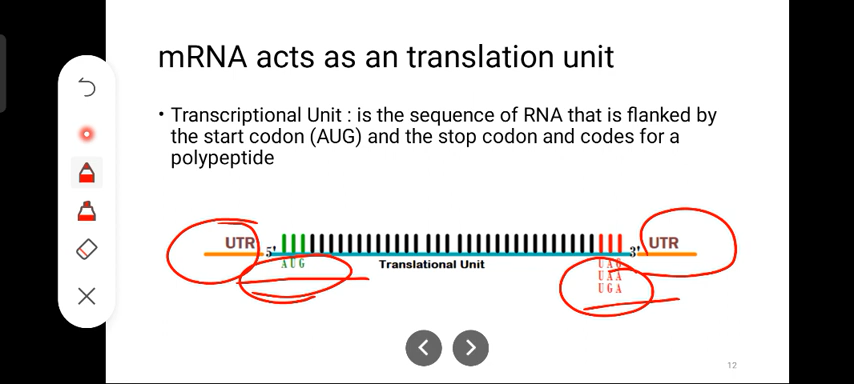 mRNA acts as an translation unit
• Transcriptional Unit : is the sequence of RNA that is flanked by
the start codon (AUG) and the stop codon and codes for a
polypeptide
UTR 5' 3' UTR
AUG Translational Unit UAG
UAA
UGA
12